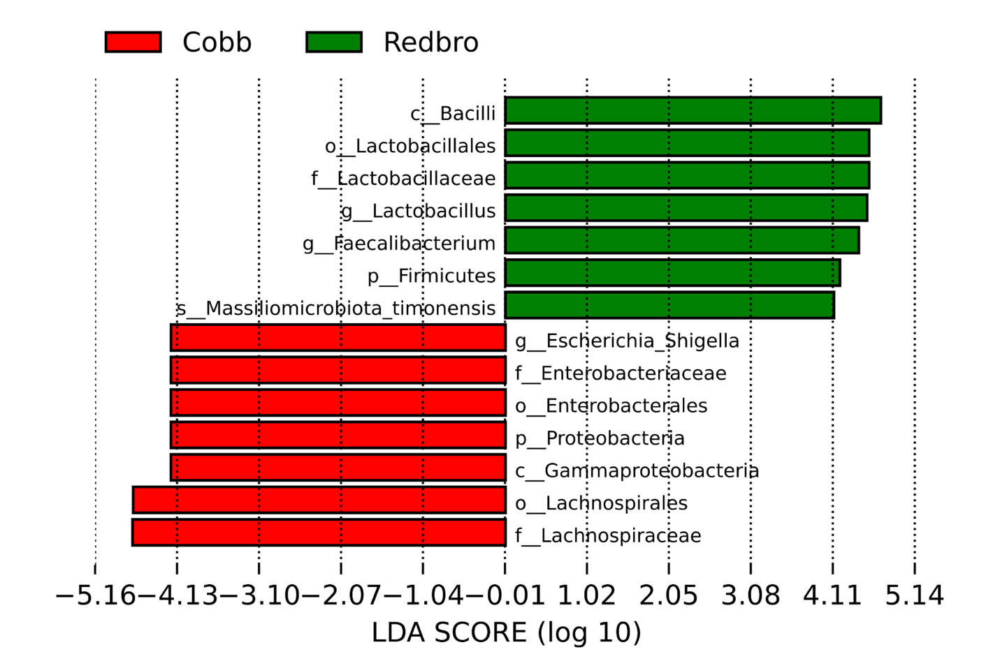 Cobb Redbro
c__Bacilli
o__Lactobacillales
f__Lactobacillaceae
g__Lactobacillus
g__Faecalibacterium
p__Firmicutes
s__Massiliomicrobiota_timonensis
g__Escherichia_Shigella
f__Enterobacteriaceae
o__Enterobacterales
p__Proteobacteria
c__Gammaproteobacteria
o__Lachnospirales
f__Lachnospiraceae
−5.16 −4.13 −3.10 −2.07 −1.04 −0.01 1.02 2.05 3.08 4.11 5.14
LDA SCORE (log 10)